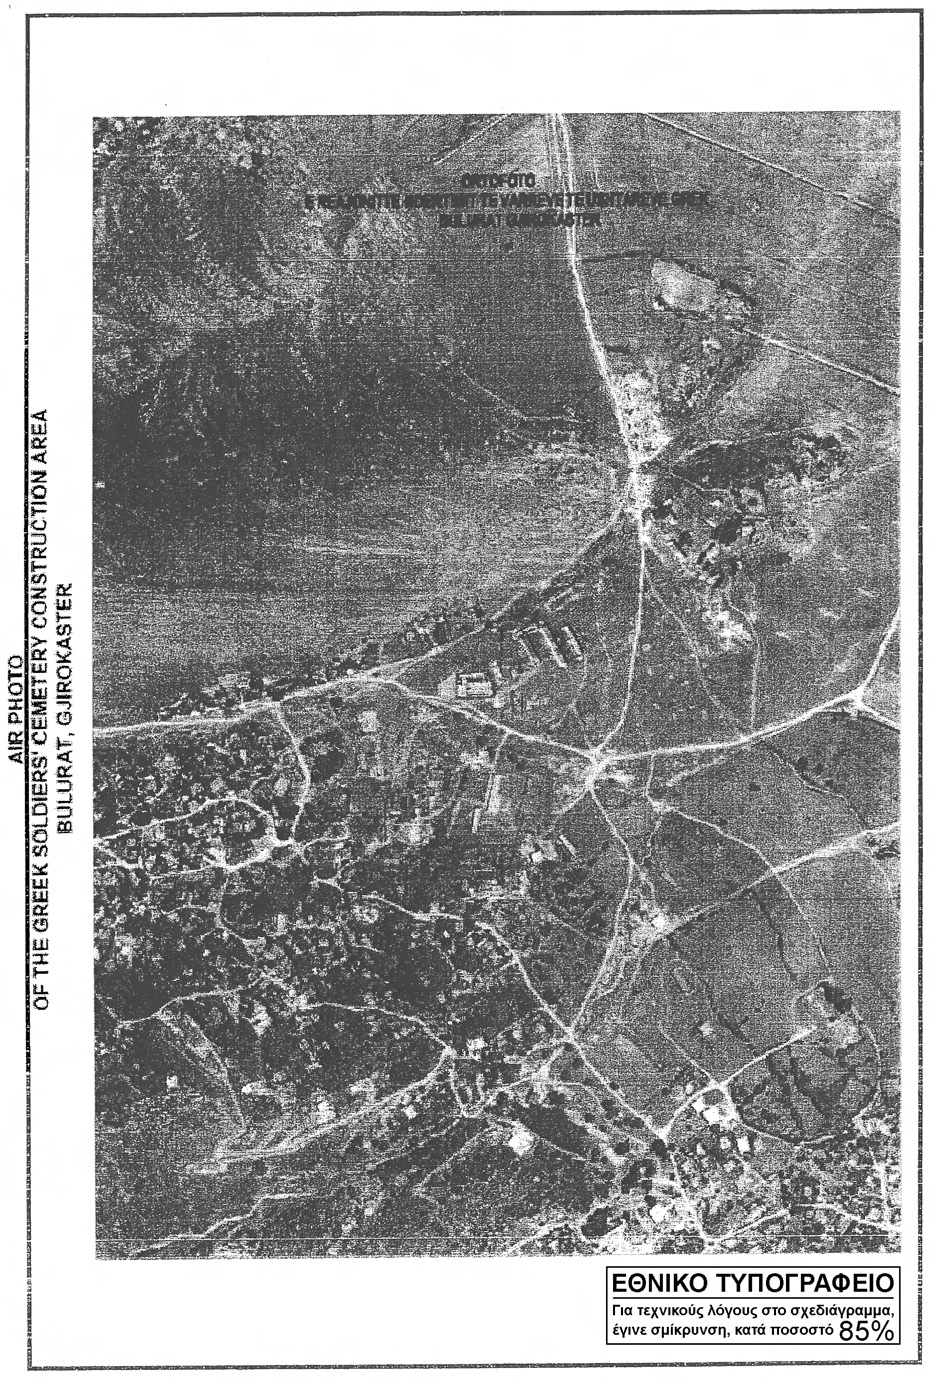 AIR PHOTO
OF THE GREEK SOLDIERS' CEMETERY CONSTRUCTION AREA
BULURAT, GJIROKASTER
ORTOFOTO
ΕΘΝΙΚΟ ΤΥΠΟΓΡΑΦΕΙΟ
Για τεχνικούς λόγους στο σχεδιάγραμμα,
έγινε σμίκρυνση, κατά ποσοστό 85%